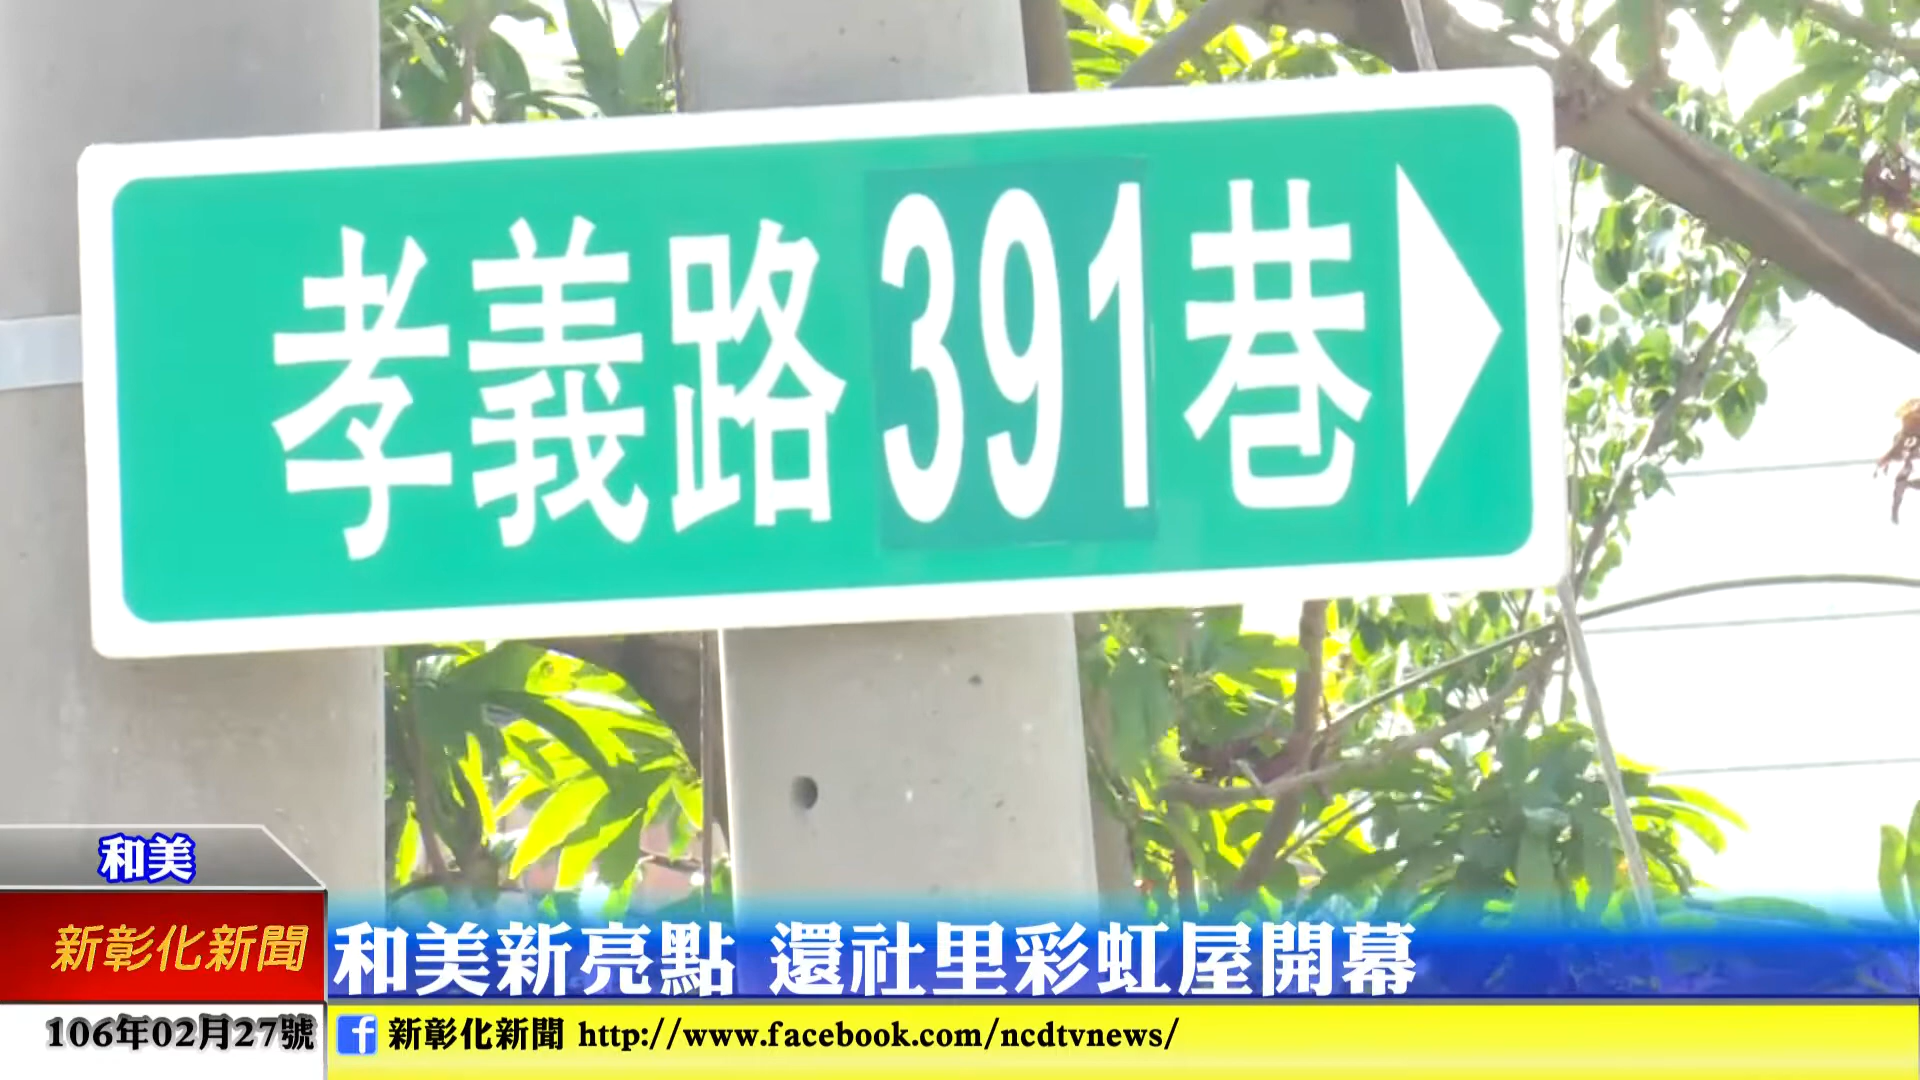 孝義路391巷
和美
新彰化新聞
和美新亮點 還社里彩虹屋開幕
106年02月27號
新彰化新聞 http://www.facebook.com/ncdtvnews/